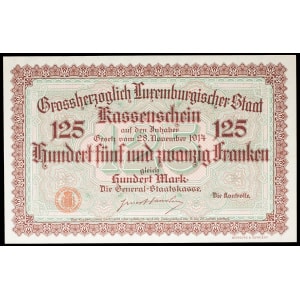 Grossherzoglich Luxemburgischer Staat
Kassenschein
125 auf den Inhaber 125
Gesetz vom 28. November 1914
Hundert fünf und zwanzig Franken
gleich
Hundert Mark
Die General-Staatskasse. Die Kontrolle.